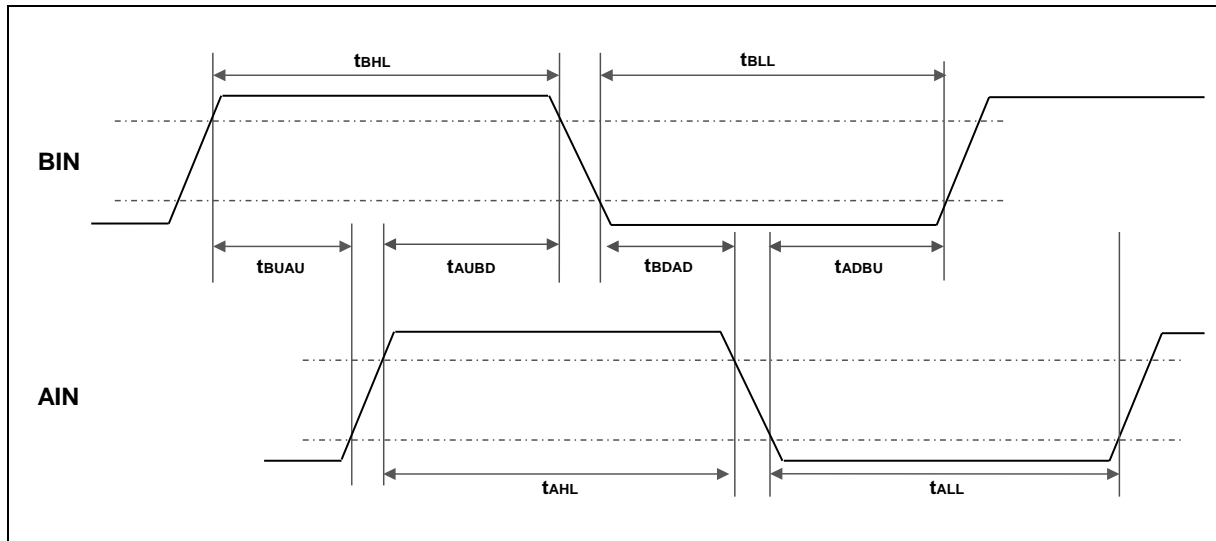 tBHL
tBLL
BIN
tBUAU
tAUBD
tBDAD
tADBU
AIN
tAHL
tALL